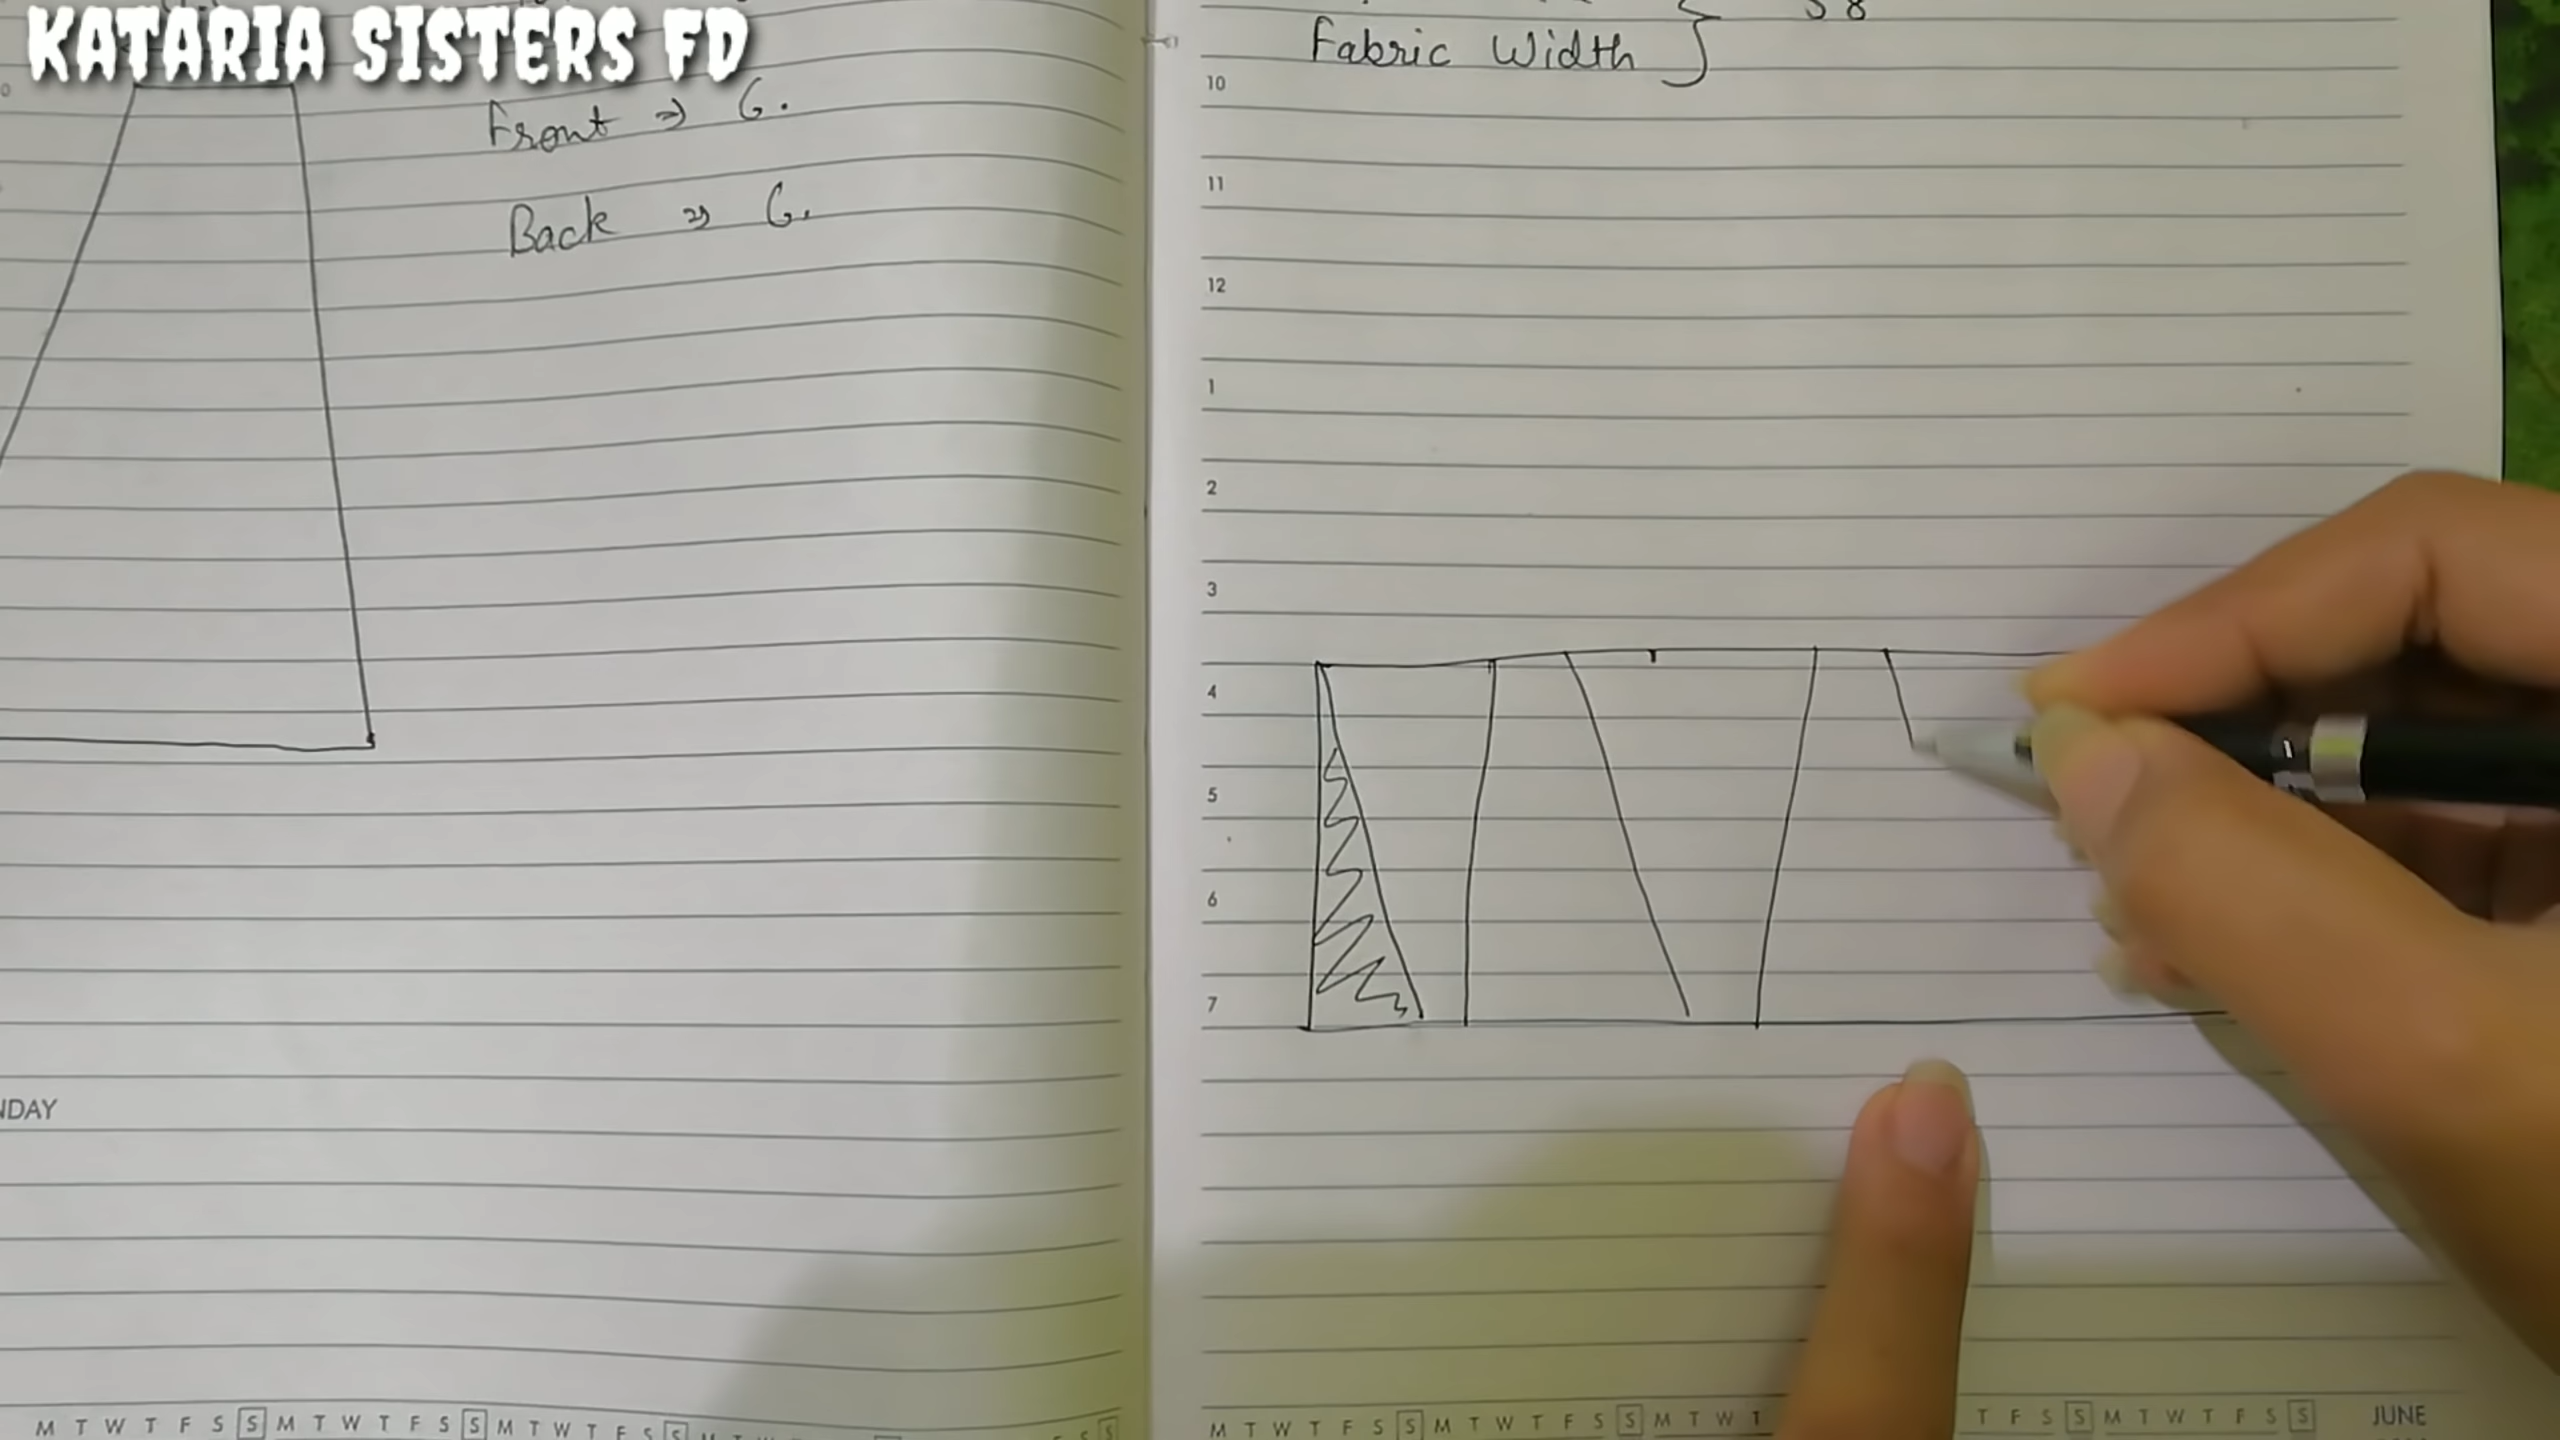 KATARIA SISTERS FD
Front ⇒ 6.
Back ⇒ 6.
NDAY
M T W T F S S M T W T F S S M T W T F S S
38
Fabric Width }
10
11
12
1
2
3
4
5
6
7
M T W T F S S M T W T F S S M T W T T F S S M T W T F S S JUNE